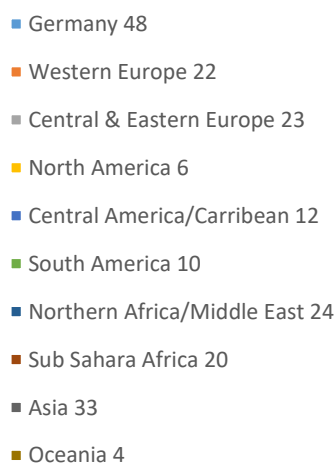 Germany 48
Western Europe 22
Central & Eastern Europe 23
North America 6
Central America/Carribean 12
South America 10
Northern Africa/Middle East 24
Sub Sahara Africa 20
Asia 33
Oceania 4